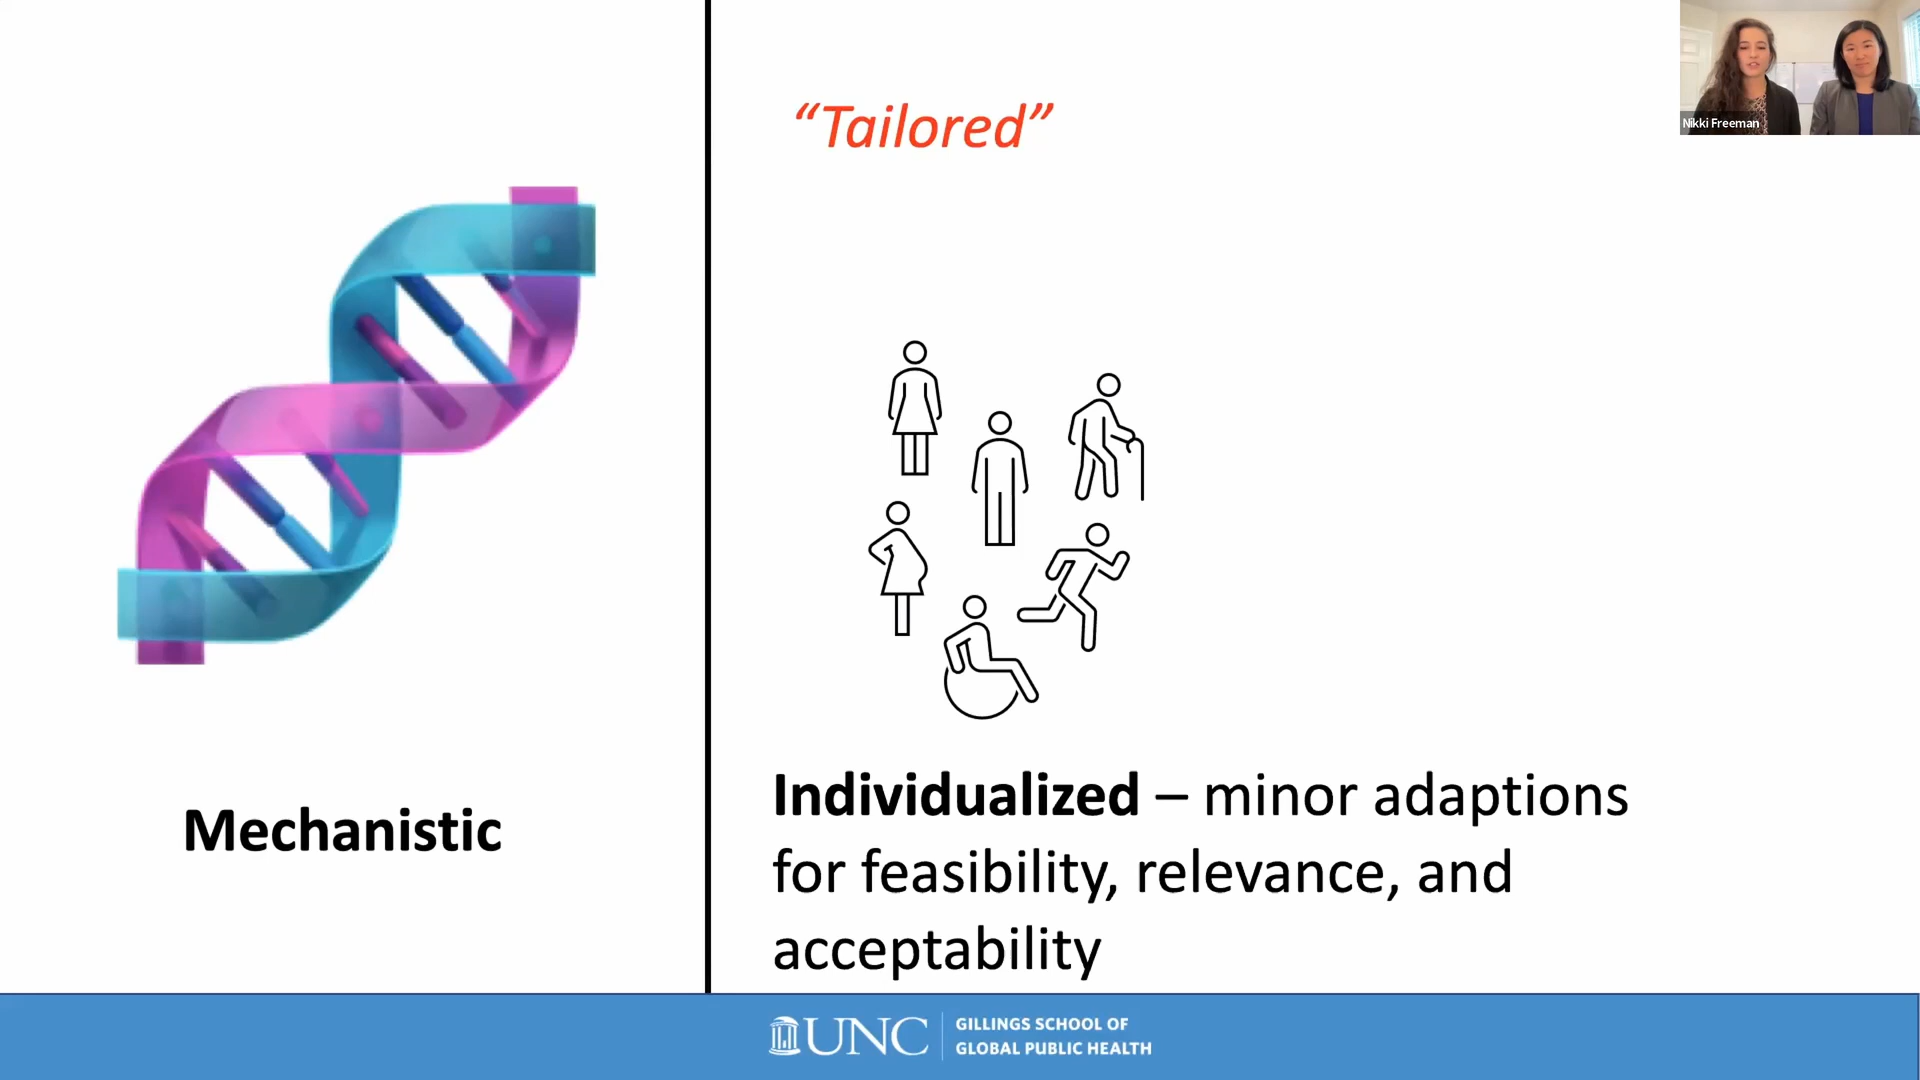 “Tailored”
Nikki Freeman
Mechanistic
Individualized – minor adaptions
for feasibility, relevance, and
acceptability
UNC
GILLINGS SCHOOL OF
GLOBAL PUBLIC HEALTH